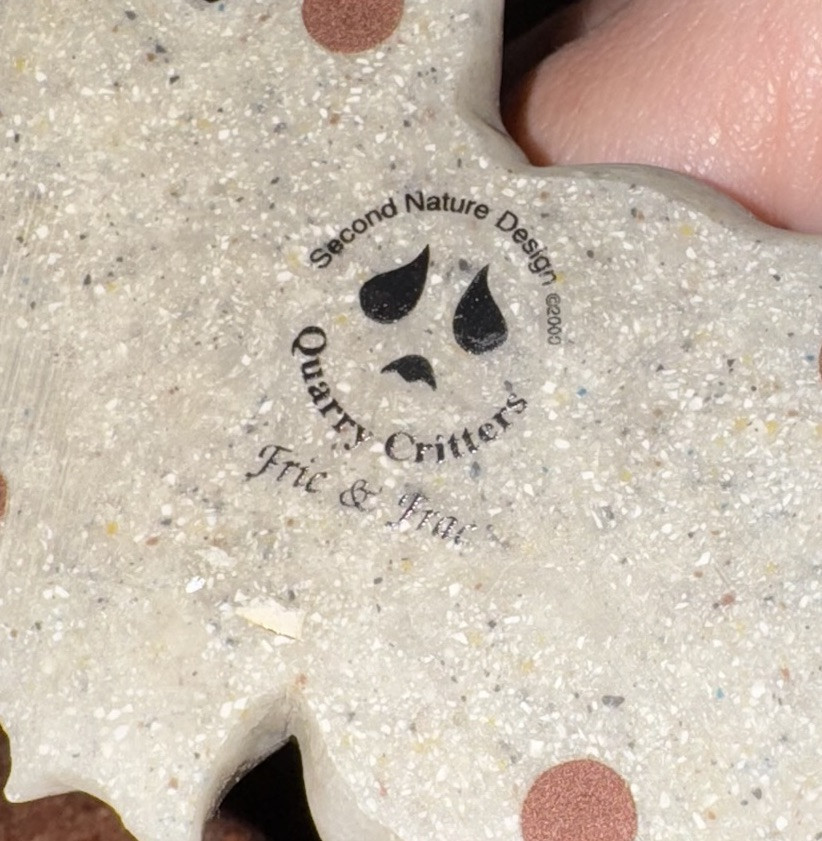 Second Nature Design ©2000
Quarry Critters
Fric & Frac